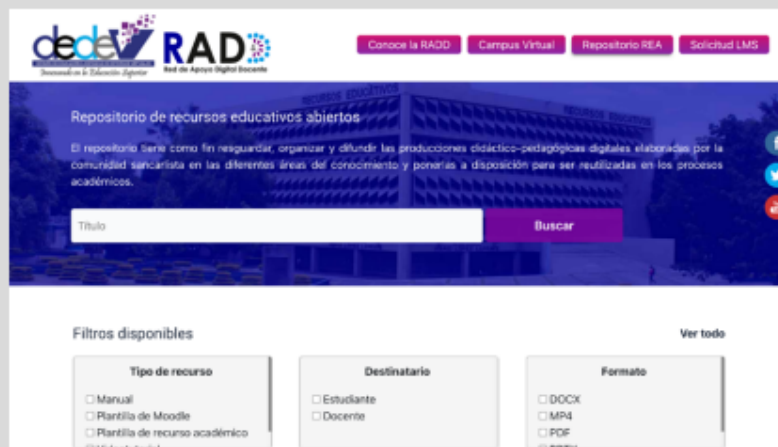 dedev RADD
Innovando en la Educación Superior
Red de Apoyo Digital Docente
Conoce la RADD Campus Virtual Repositorio REA Solicitud LMS
RECURSOS EDUCATIVOS
Repositorio de recursos educativos abiertos
El repositorio tiene como fin resguardar, organizar y difundir las producciones didáctico-pedagógicas digitales elaboradas por la
comunidad sancarlista en las diferentes áreas del conocimiento y ponerlas a disposición para ser reutilizadas en los procesos
académicos.
Título Buscar
Filtros disponibles Ver todo
Tipo de recurso Destinatario Formato
Manual Estudiante DOCX
Plantilla de Moodle Docente MP4
Plantilla de recurso académico PDF